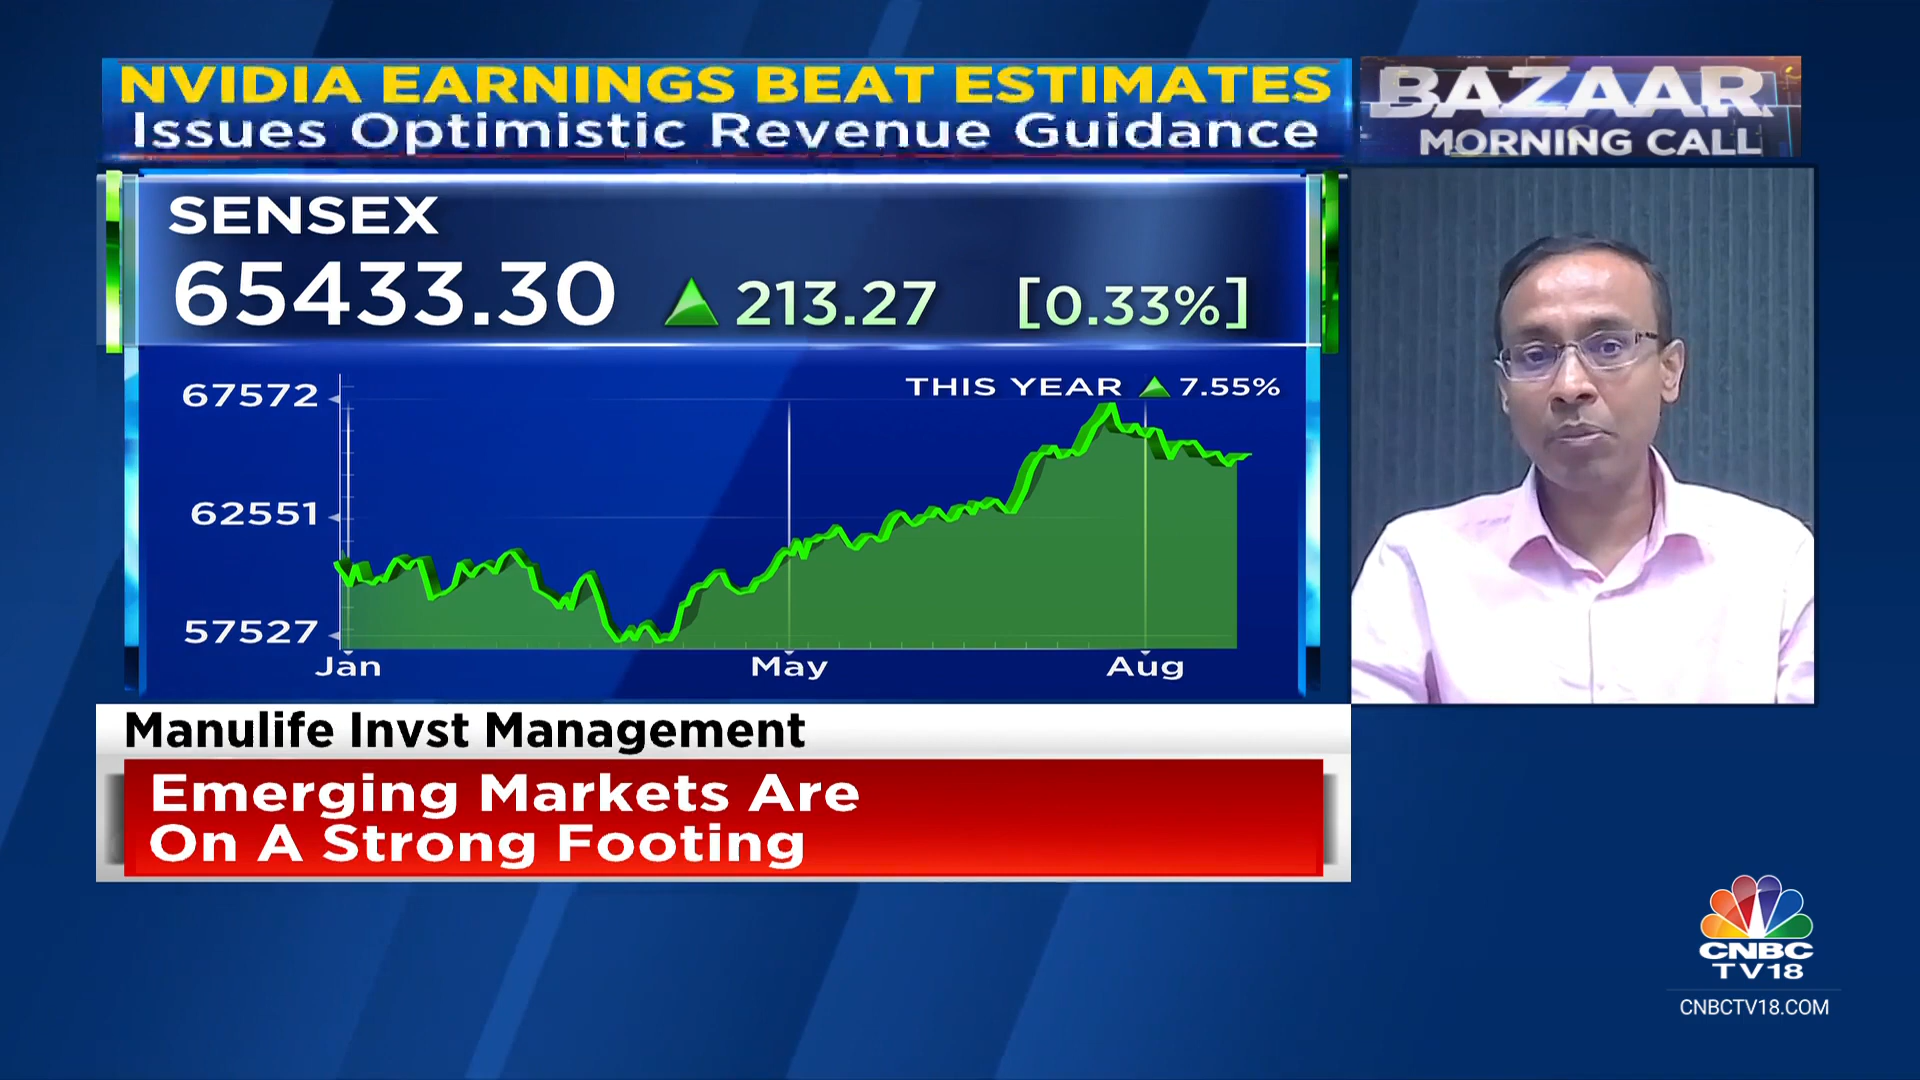 NVIDIA EARNINGS BEAT ESTIMATES
Issues Optimistic Revenue Guidance
BAZAAR
MORNING CALL
SENSEX
65433.30 ▲ 213.27 [0.33%]
THIS YEAR ▲ 7.55%
67572
62551
57527
Jan May Aug
Manulife Invst Management
Emerging Markets Are
On A Strong Footing
CNBC
TV18
CNBCTV18.COM